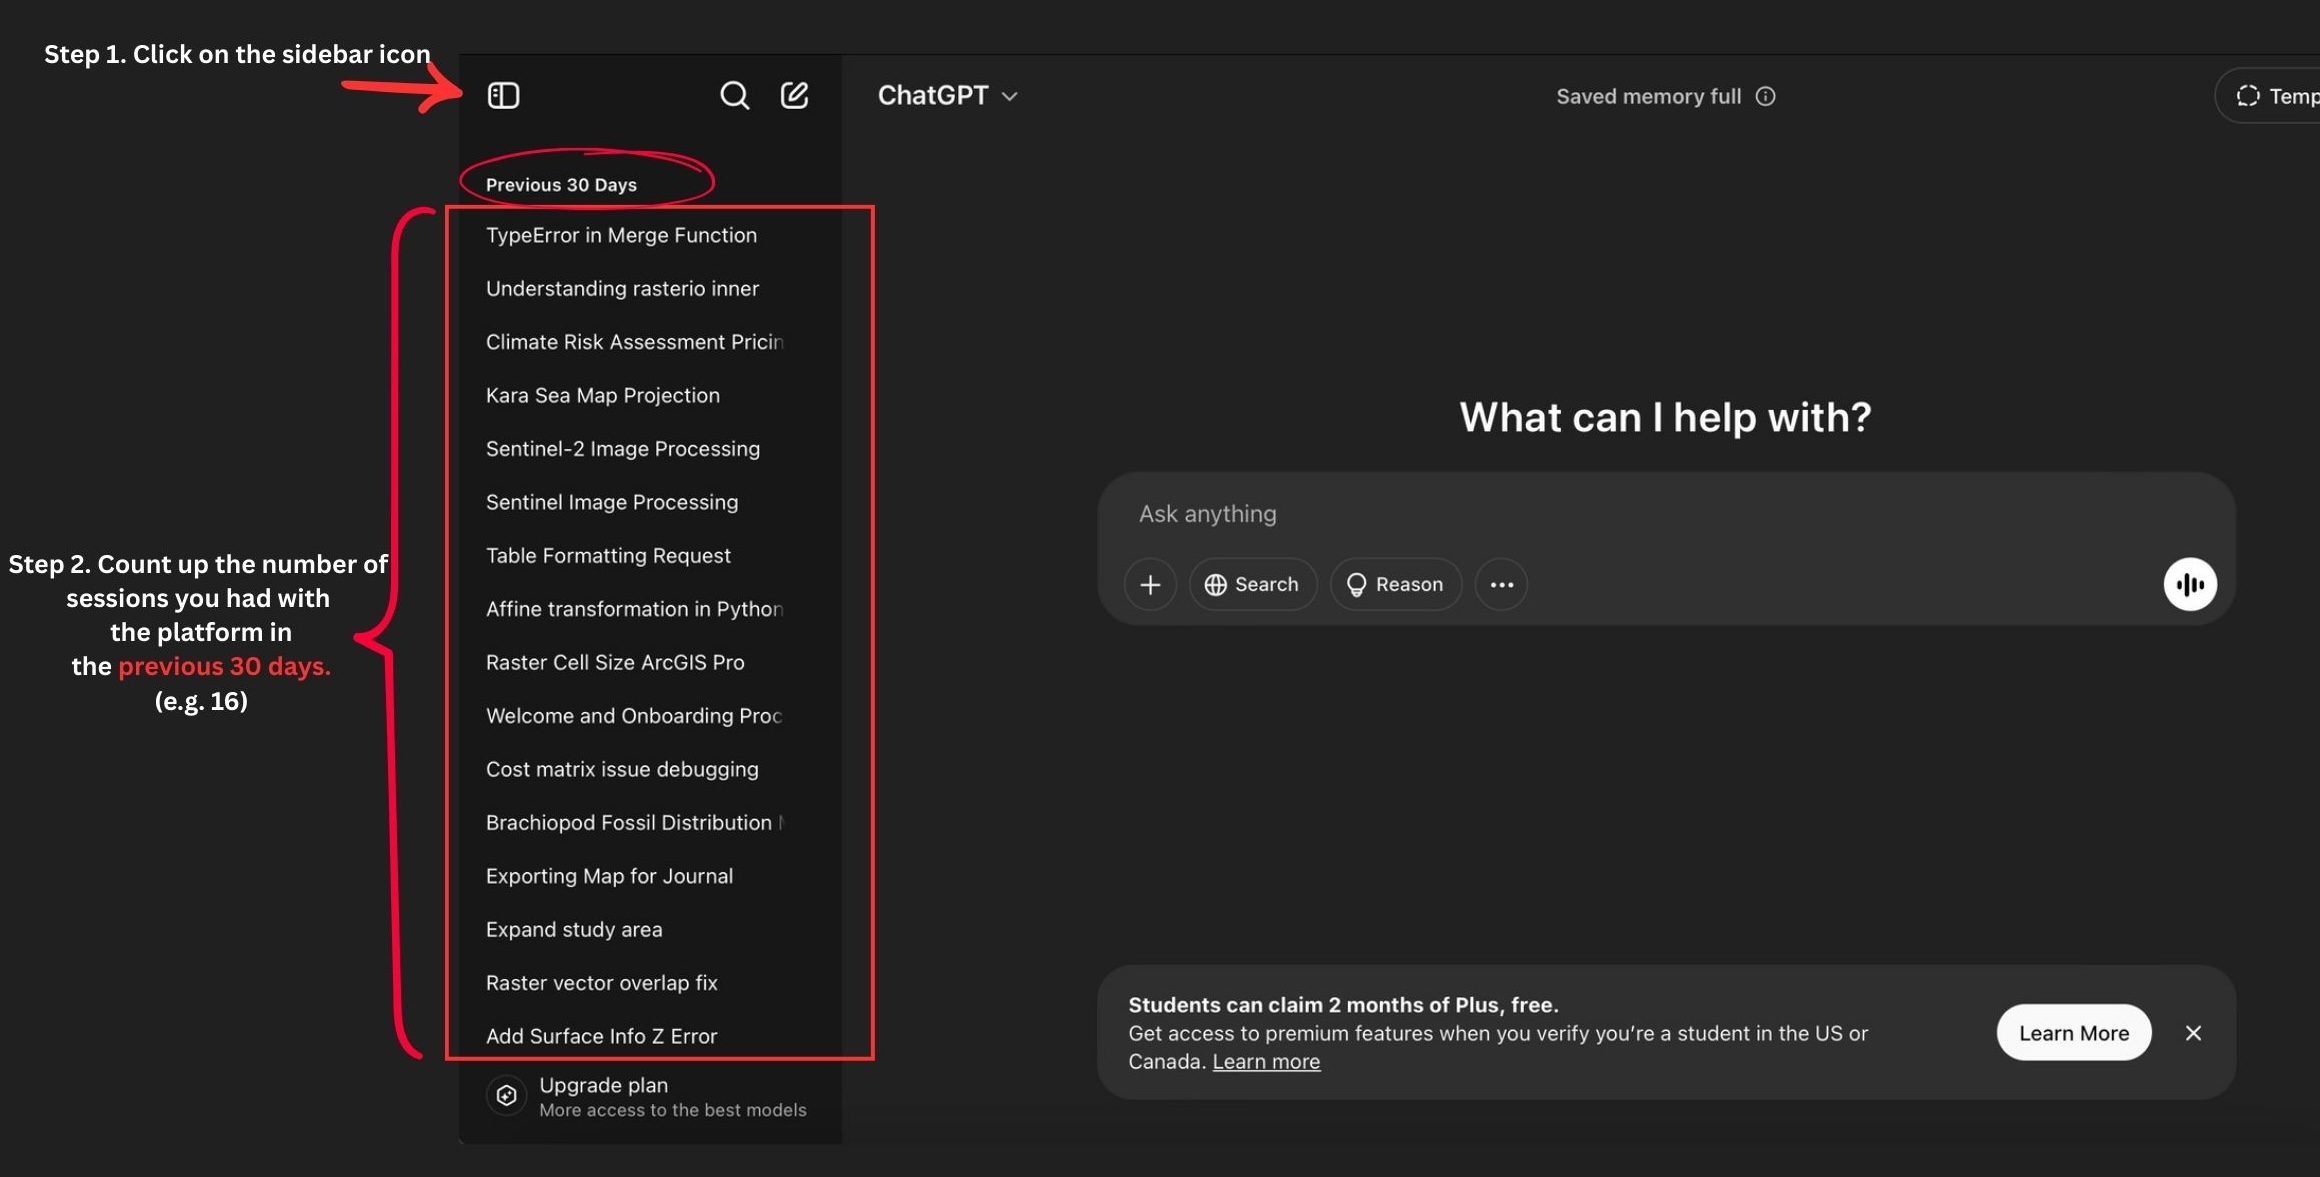 Step 1. Click on the sidebar icon
ChatGPT
Saved memory full
Temp
Previous 30 Days
TypeError in Merge Function
Understanding rasterio inner
Climate Risk Assessment Pricin
Kara Sea Map Projection
Sentinel-2 Image Processing
Sentinel Image Processing
Table Formatting Request
Affine transformation in Python
Raster Cell Size ArcGIS Pro
Welcome and Onboarding Proc
Cost matrix issue debugging
Brachiopod Fossil Distribution
Exporting Map for Journal
Expand study area
Raster vector overlap fix
Add Surface Info Z Error
Upgrade plan
More access to the best models
Step 2. Count up the number of
sessions you had with
the platform in
the previous 30 days.
(e.g. 16)
What can I help with?
Ask anything
Search
Reason
Students can claim 2 months of Plus, free.
Get access to premium features when you verify you’re a student in the US or
Canada. Learn more
Learn More